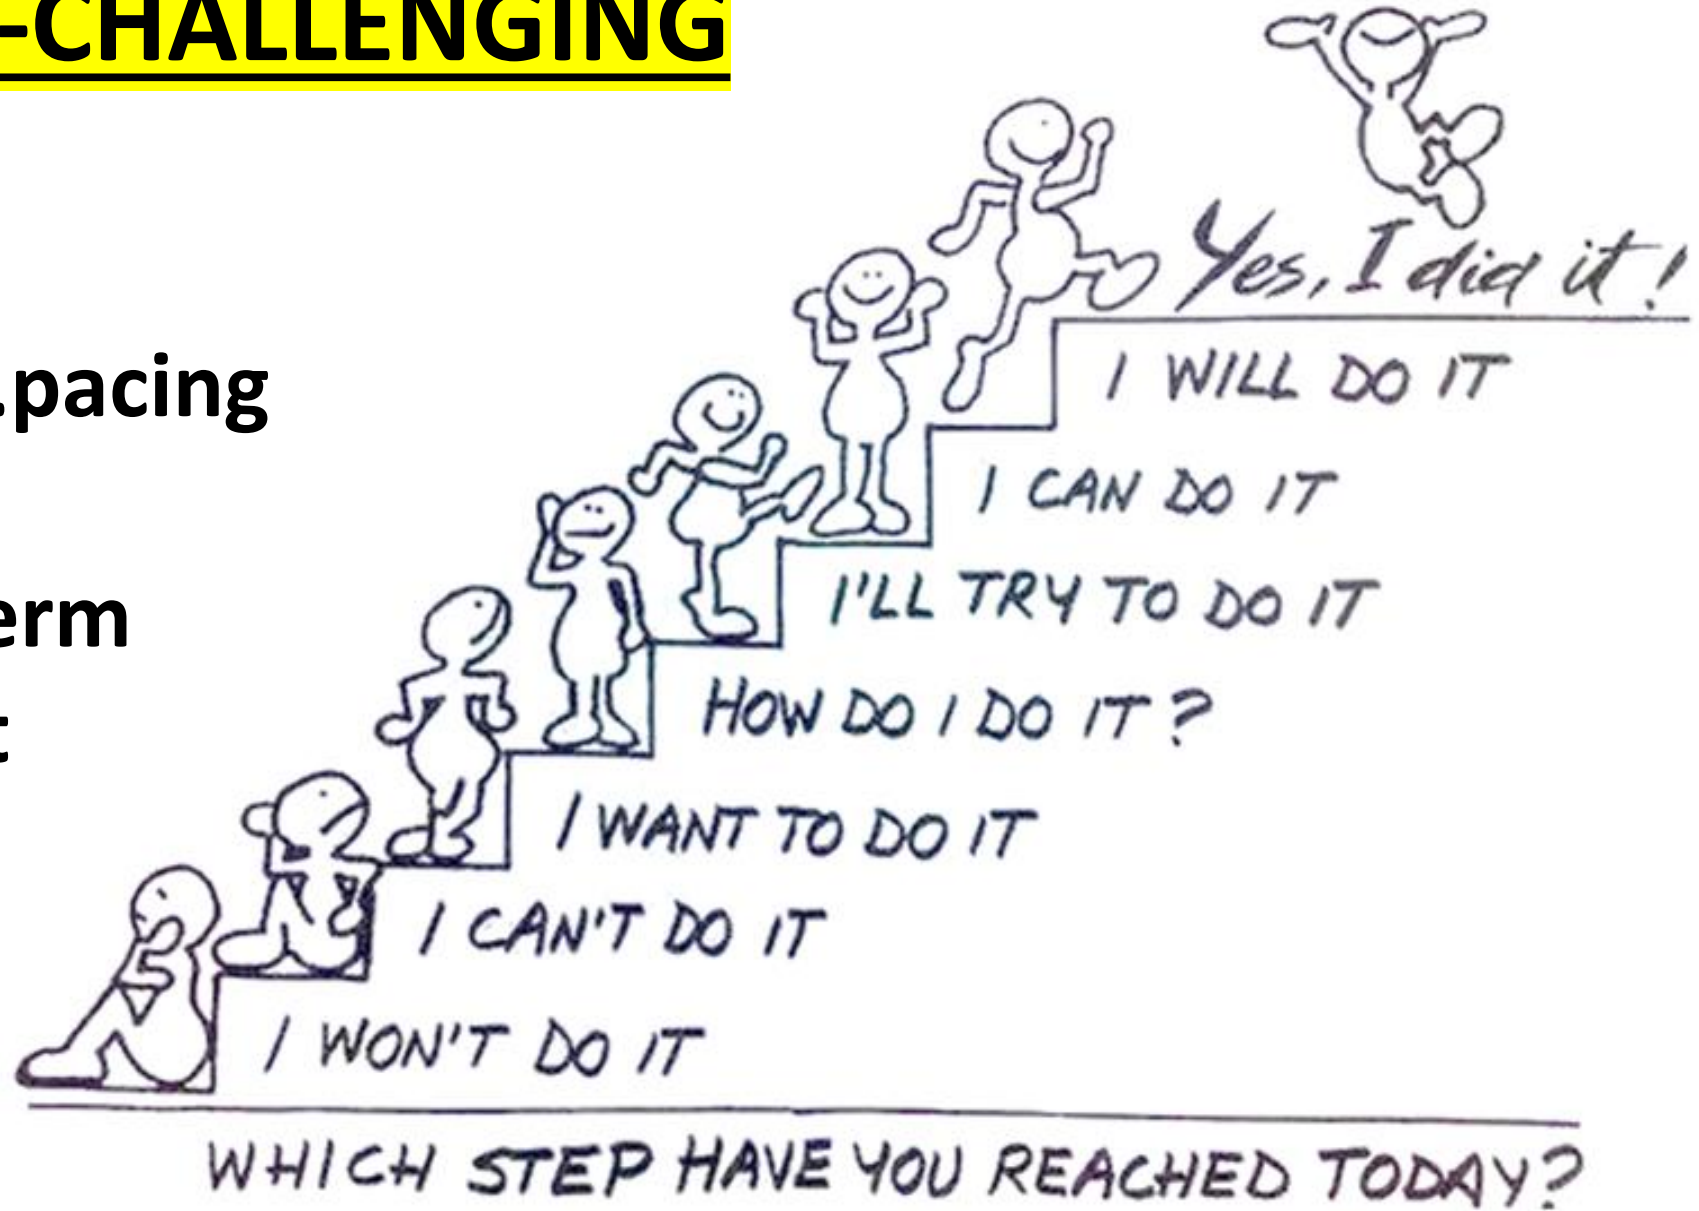 -CHALLENGING
Yes, I did it!
I WILL DO IT
.pacing
I CAN DO IT
I'LL TRY TO DO IT
erm
HOW DO I DO IT?
t
I WANT TO DO IT
I CAN'T DO IT
I WON'T DO IT
WHICH STEP HAVE YOU REACHED TODAY?